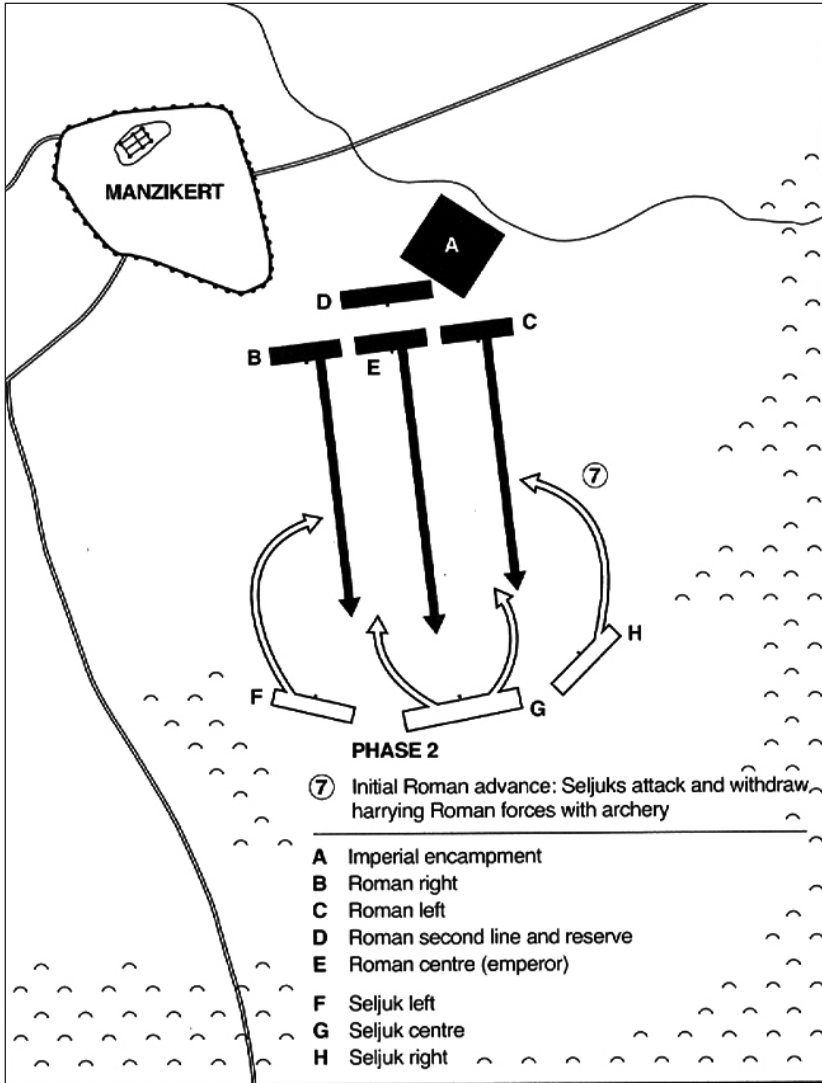 MANZIKERT
A
D
C
B
E
7
H
F
G
PHASE 2
7 Initial Roman advance: Seljuks attack and withdraw,
harrying Roman forces with archery
A Imperial encampment
B Roman right
C Roman left
D Roman second line and reserve
E Roman centre (emperor)
F Seljuk left
G Seljuk centre
H Seljuk right